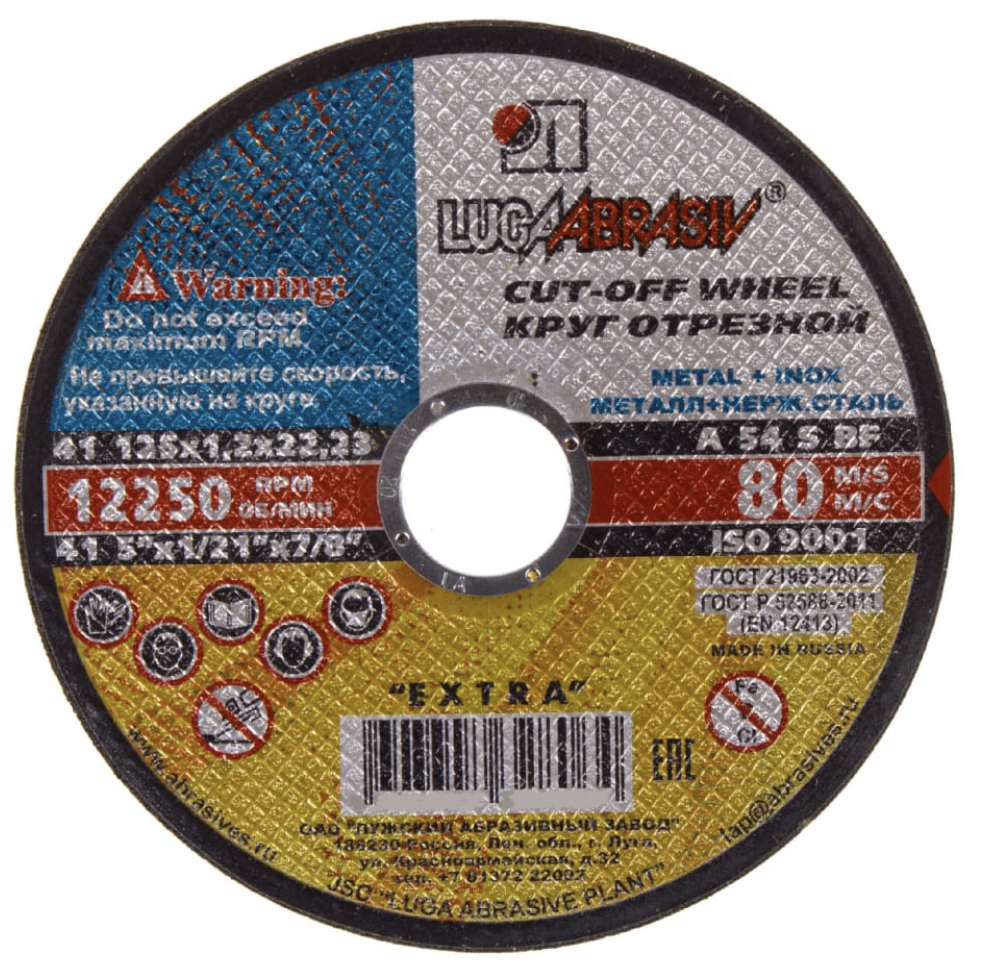 ЛА
LUGAABRASIV®
CUT-OFF WHEEL
КРУГ ОТРЕЗНОЙ
METAL + INOX
МЕТАЛЛ+НЕРЖ.СТАЛЬ
Warning:
Do not exceed
maximum RPM.
Не превышайте скорость,
указанную на круге
41 125x1,2x22,23
A 54 S BF
12250 RPM
ОБ/МИН
80 M/S
М/С
41 5"x1/21"x7/8"
ISO 9001
ГОСТ 21963-2002
ГОСТ Р 52588-2011
(EN 12413)
MADE IN RUSSIA
"EXTRA"
Fe
EAC
www.abrasives.ru
lap@abrasives.ru
ОАО "ЛУЖСКИЙ АБРАЗИВНЫЙ ЗАВОД"
188230 Россия, Лен. обл., г. Луга,
ул. Красноармейская, д.32
тел. +7 81372 22092
JSC "LUGA ABRASIVE PLANT"